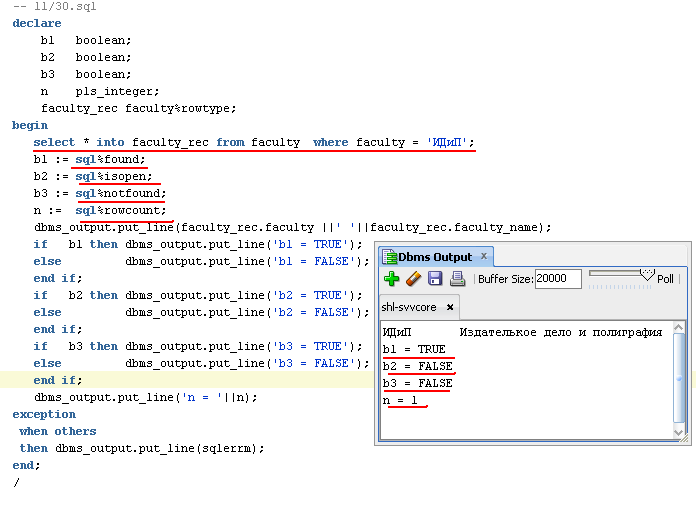 -- 11/30.sql
declare
b1 boolean;
b2 boolean;
b3 boolean;
n pls_integer;
faculty_rec faculty%rowtype;
begin
select * into faculty_rec from faculty where faculty = 'ИДиП';
b1 := sql%found;
b2 := sql%isopen;
b3 := sql%notfound;
n := sql%rowcount;
dbms_output.put_line(faculty_rec.faculty ||' '||faculty_rec.faculty_name);
if b1 then dbms_output.put_line('b1 = TRUE');
else dbms_output.put_line('b1 = FALSE');
end if;
if b2 then dbms_output.put_line('b2 = TRUE');
else dbms_output.put_line('b2 = FALSE');
end if;
if b3 then dbms_output.put_line('b3 = TRUE');
else dbms_output.put_line('b3 = FALSE');
end if;
dbms_output.put_line('n = '||n);
exception
when others
then dbms_output.put_line(sqlerrm);
end;
/
Dbms Output x
Buffer Size: 20000 Poll
shl-svvcore
ИДиП Издателькое дело и полиграфия
b1 = TRUE
b2 = FALSE
b3 = FALSE
n = 1